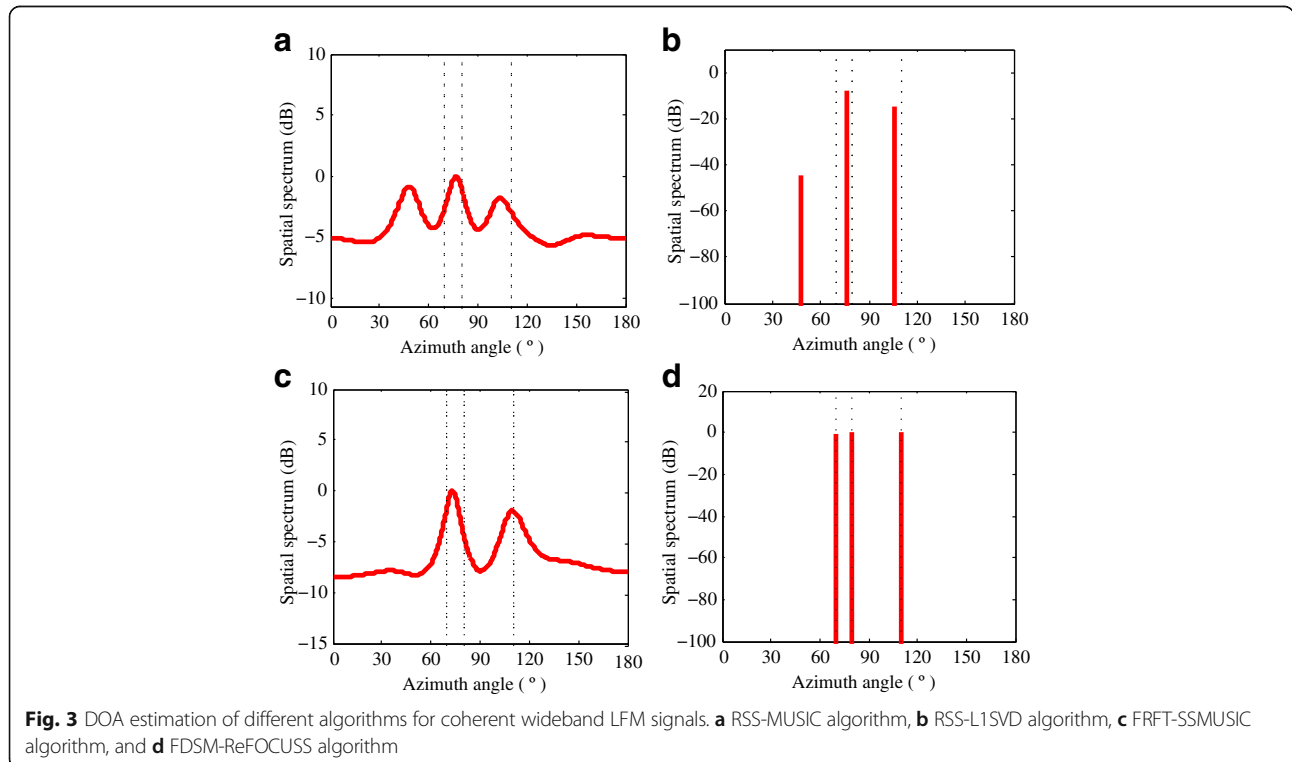 a
10
5
0
−5
−10
Spatial spectrum (dB)
0 30 60 90 120 150 180
Azimuth angle ( ° )
b
0
−20
−40
−60
−80
−100
Spatial spectrum (dB)
0 30 60 90 120 150 180
Azimuth angle ( ° )
c
10
5
0
−5
−10
−15
Spatial spectrum (dB)
0 30 60 90 120 150 180
Azimuth angle ( ° )
d
20
0
−20
−40
−60
−80
−100
Spatial spectrum (dB)
0 30 60 90 120 150 180
Azimuth angle ( ° )
Fig. 3 DOA estimation of different algorithms for coherent wideband LFM signals. a RSS-MUSIC algorithm, b RSS-L1SVD algorithm, c FRFT-SSMUSIC
algorithm, and d FDSM-ReFOCUSS algorithm